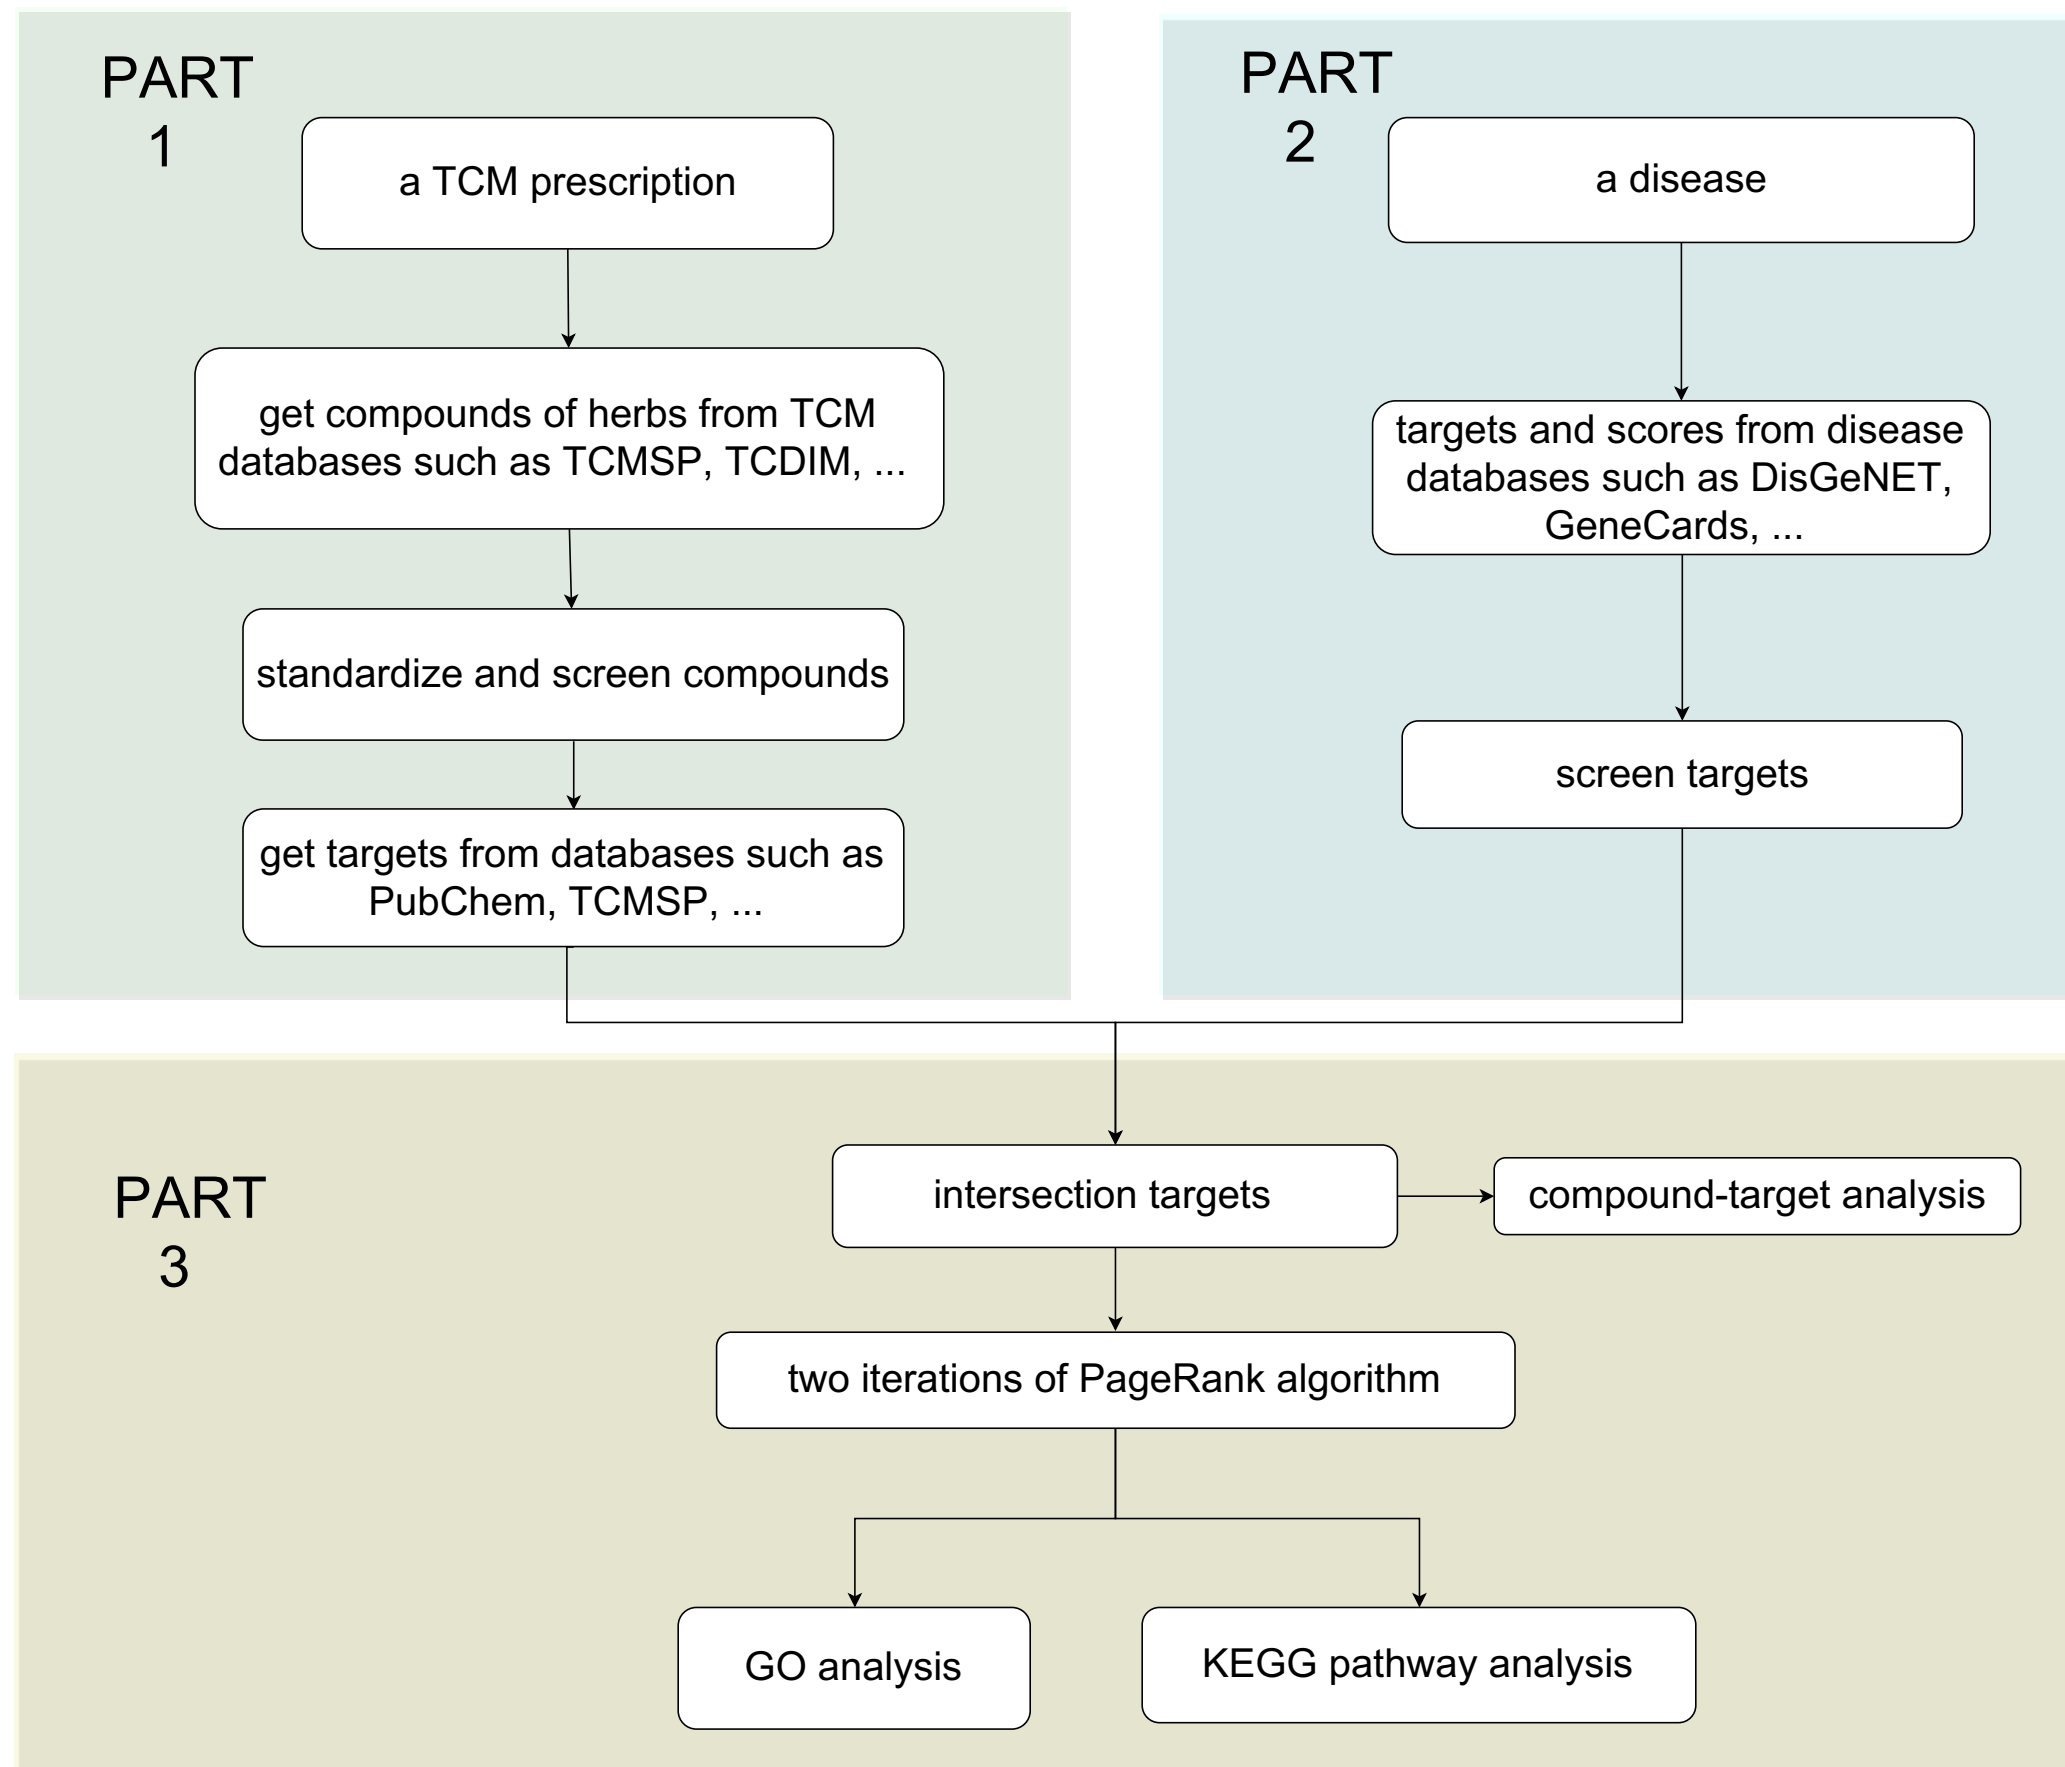 PART
1
a TCM prescription
get compounds of herbs from TCM
databases such as TCMSP, TCDIM, ...
standardize and screen compounds
get targets from databases such as
PubChem, TCMSP, ...
PART
2
a disease
targets and scores from disease
databases such as DisGeNET,
GeneCards, ...
screen targets
PART
3
intersection targets
compound-target analysis
two iterations of PageRank algorithm
GO analysis
KEGG pathway analysis